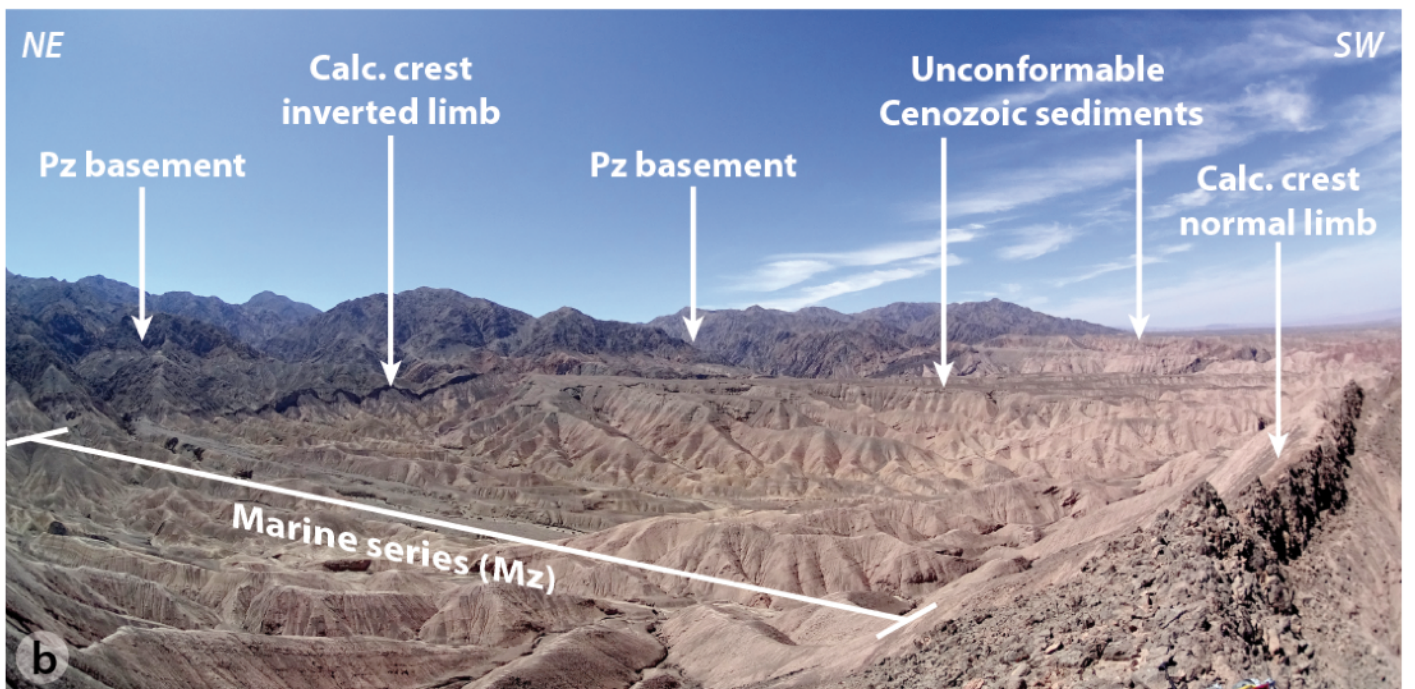 NE
SW
Calc. crest
inverted limb
Unconformable
Cenozoic sediments
Pz basement
Pz basement
Calc. crest
normal limb
Marine series (Mz)
b